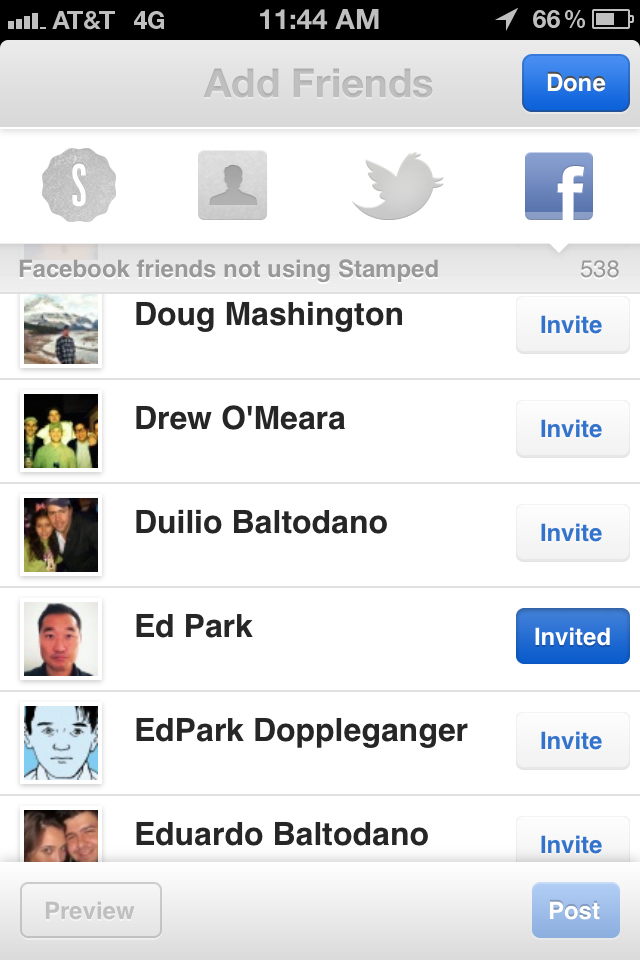 AT&T 4G 11:44 AM 66%
Add Friends Done
S f
Facebook friends not using Stamped 538
Doug Mashington Invite
Drew O'Meara Invite
Duilio Baltodano Invite
Ed Park Invited
EdPark Doppleganger Invite
Eduardo Baltodano Invite
Preview Post